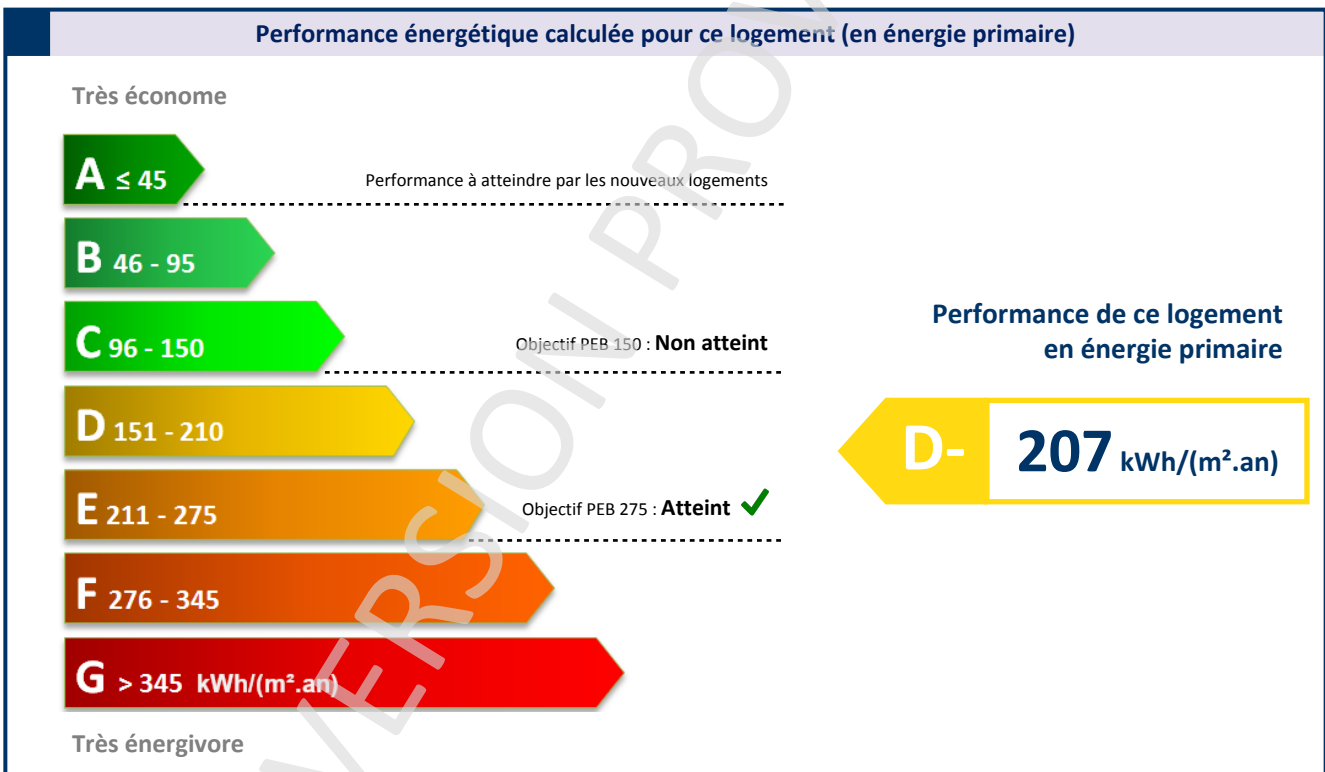 Performance énergétique calculée pour ce logement (en énergie primaire)
Très économe
A ≤ 45
Performance à atteindre par les nouveaux logements
B 46 - 95
C 96 - 150
Objectif PEB 150 : Non atteint
Performance de ce logement
en énergie primaire
D 151 - 210
D- 207 kWh/(m².an)
E 211 - 275
Objectif PEB 275 : Atteint ✓
F 276 - 345
G > 345 kWh/(m².an)
Très énergivore
VERSION PROV